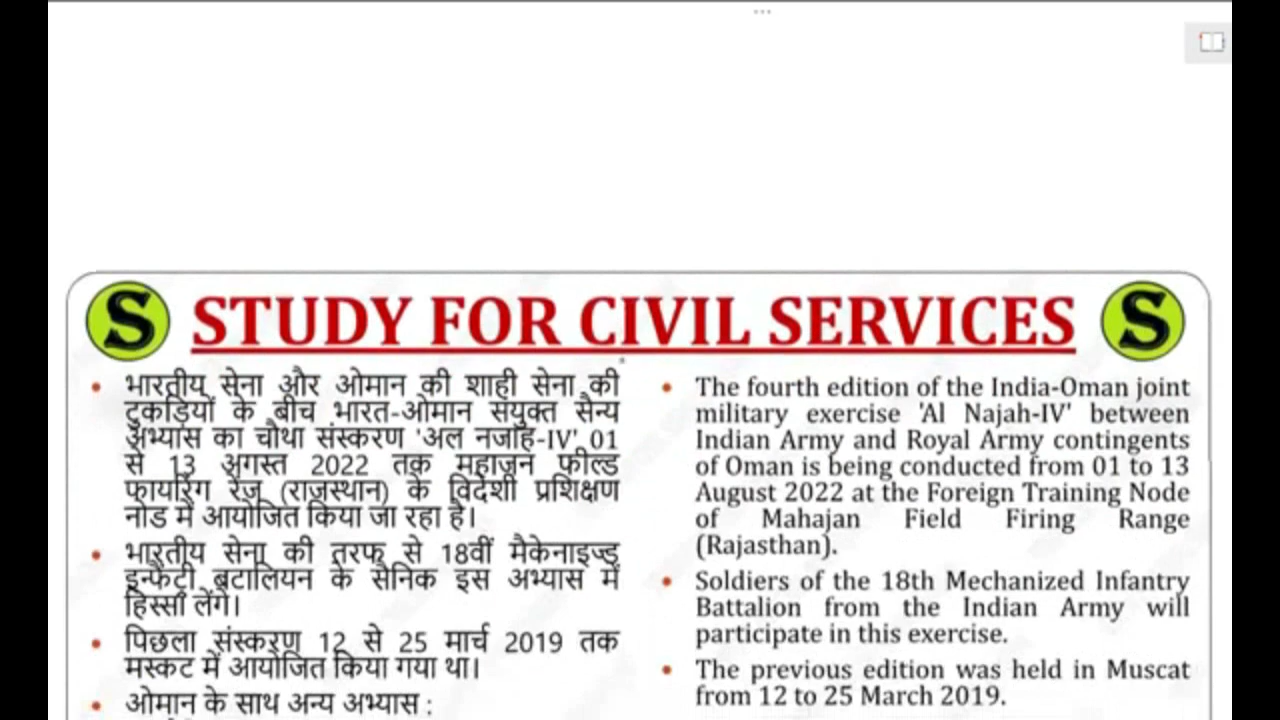 S STUDY FOR CIVIL SERVICES S
• भारतीय सेना और ओमान की शाही सेना की
टुकड़ियों के बीच भारत-ओमान संयुक्त सैन्य
अभ्यास का चौथा संस्करण 'अल नजाह-IV' 01
से 13 अगस्त 2022 तक महाजन फील्ड
फायरिंग रेंज (राजस्थान) के विदेशी प्रशिक्षण
नोड में आयोजित किया जा रहा है।
• भारतीय सेना की तरफ से 18वीं मैकेनाइज्ड
इन्फैंट्री बटालियन के सैनिक इस अभ्यास में
हिस्सा लेंगे।
• पिछला संस्करण 12 से 25 मार्च 2019 तक
मस्कट में आयोजित किया गया था।
• ओमान के साथ अन्य अभ्यास :
• The fourth edition of the India-Oman joint
military exercise 'Al Najah-IV' between
Indian Army and Royal Army contingents
of Oman is being conducted from 01 to 13
August 2022 at the Foreign Training Node
of Mahajan Field Firing Range
(Rajasthan).
• Soldiers of the 18th Mechanized Infantry
Battalion from the Indian Army will
participate in this exercise.
• The previous edition was held in Muscat
from 12 to 25 March 2019.